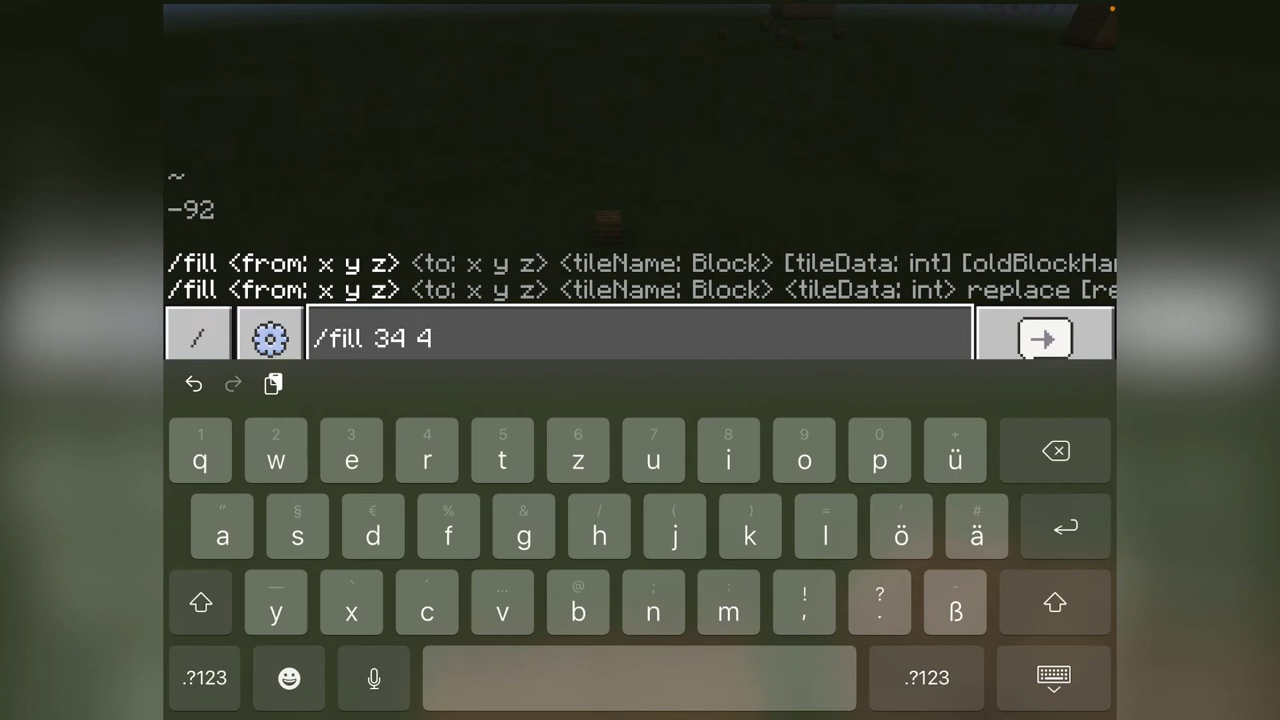 ~
-92
/fill <from: x y z> <to: x y z> <tileName: Block> [tileData: int] [oldBlockHa
/fill <from: x y z> <to: x y z> <tileName: Block> <tileData: int> replace [re
/ /fill 34 4
1 2 3 4 5 6 7 8 9 0 +
q w e r t z u i o p ü
" § € % & / ( ) = ' #
a s d f g h j k l ö ä
— ` ´ ... @ ; : ! ? -
y x c v b n m , . ß
.?123 .?123